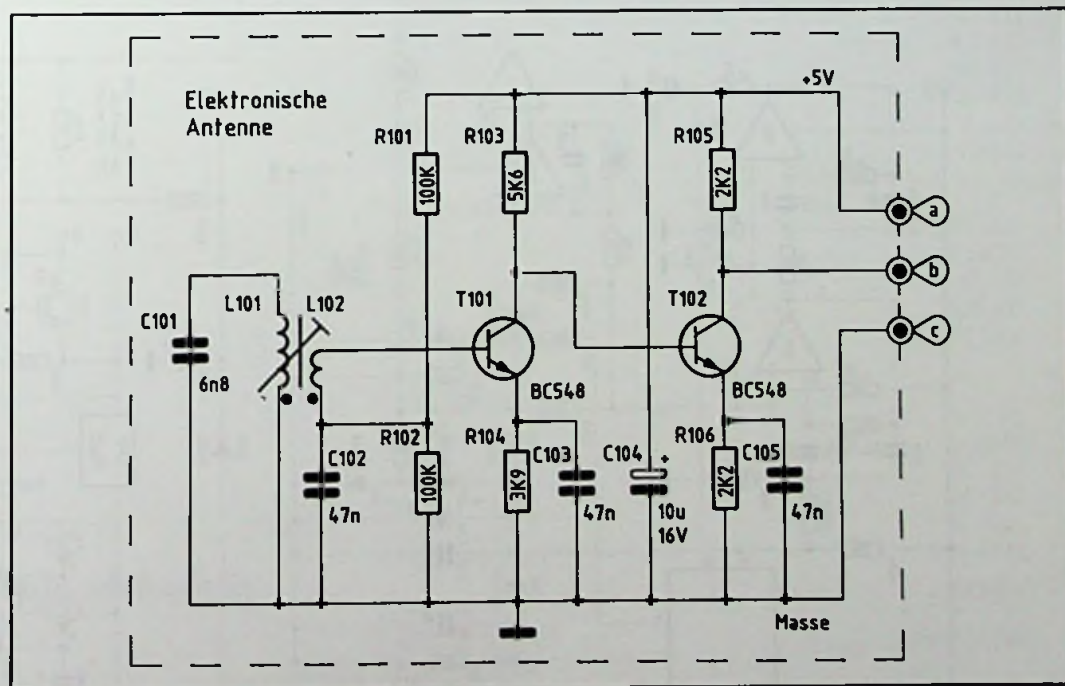 Elektronische
Antenne
+5V
R101
R103
R105
100K
5K6
2K2
a
b
c
L101
L102
T101
T102
C101
6n8
BC548
BC548
R102
R104
C103
C104
+
R106
C105
C102
100K
3K9
2K2
47n
47n
10u
16V
47n
Masse